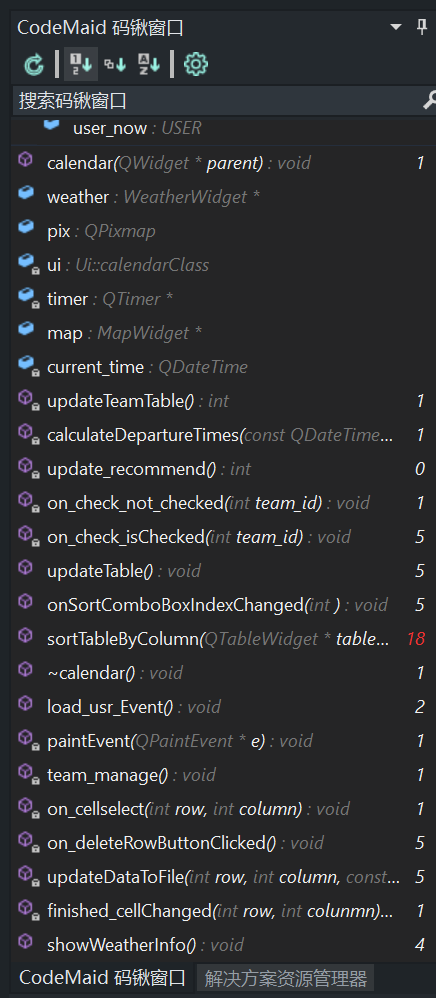 CodeMaid 码锹窗口
搜索码锹窗口
user_now : USER
calendar(QWidget * parent) : void 1
weather : WeatherWidget *
pix : QPixmap
ui : Ui::calendarClass
timer : QTimer *
map : MapWidget *
current_time : QDateTime
updateTeamTable() : int 1
calculateDepartureTimes(const QDateTime... 1
update_recommend() : int 0
on_check_not_checked(int team_id) : void 1
on_check_isChecked(int team_id) : void 5
updateTable() : void 5
onSortComboBoxIndexChanged(int ) : void 5
sortTableByColumn(QTableWidget * table... 18
~calendar() : void 1
load_usr_Event() : void 2
paintEvent(QPaintEvent * e) : void 1
team_manage() : void 1
on_cellselect(int row, int column) : void 1
on_deleteRowButtonClicked() : void 5
updateDataToFile(int row, int column, const... 5
finished_cellChanged(int row, int colunmn)... 1
showWeatherInfo() : void 4
CodeMaid 码锹窗口 解决方案资源管理器